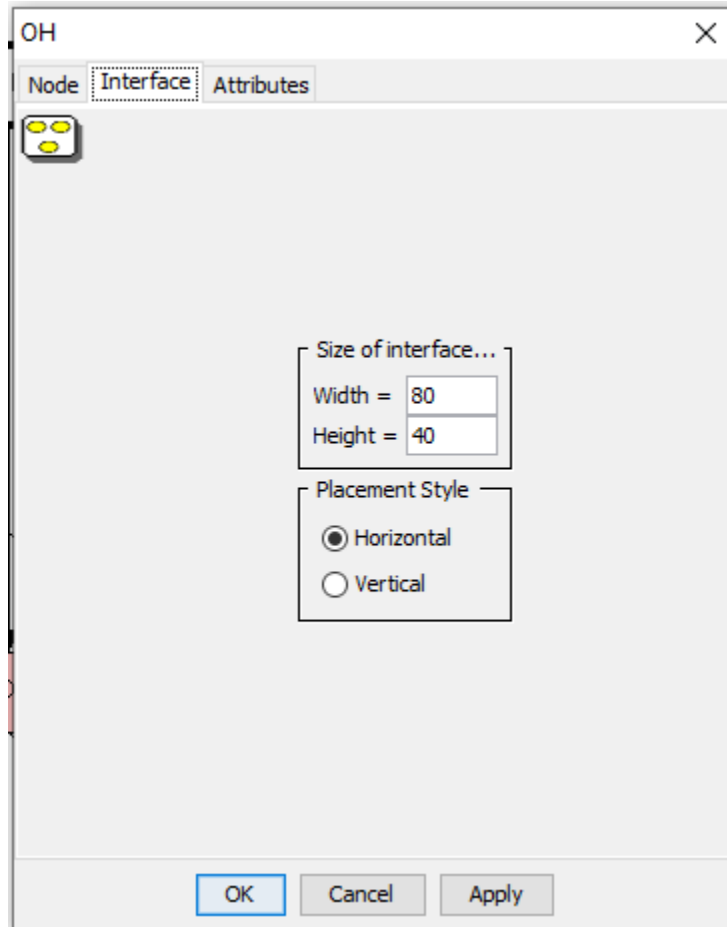 OH
Node Interface Attributes
Size of interface...
Width = 80
Height = 40
Placement Style
Horizontal
Vertical
OK Cancel Apply